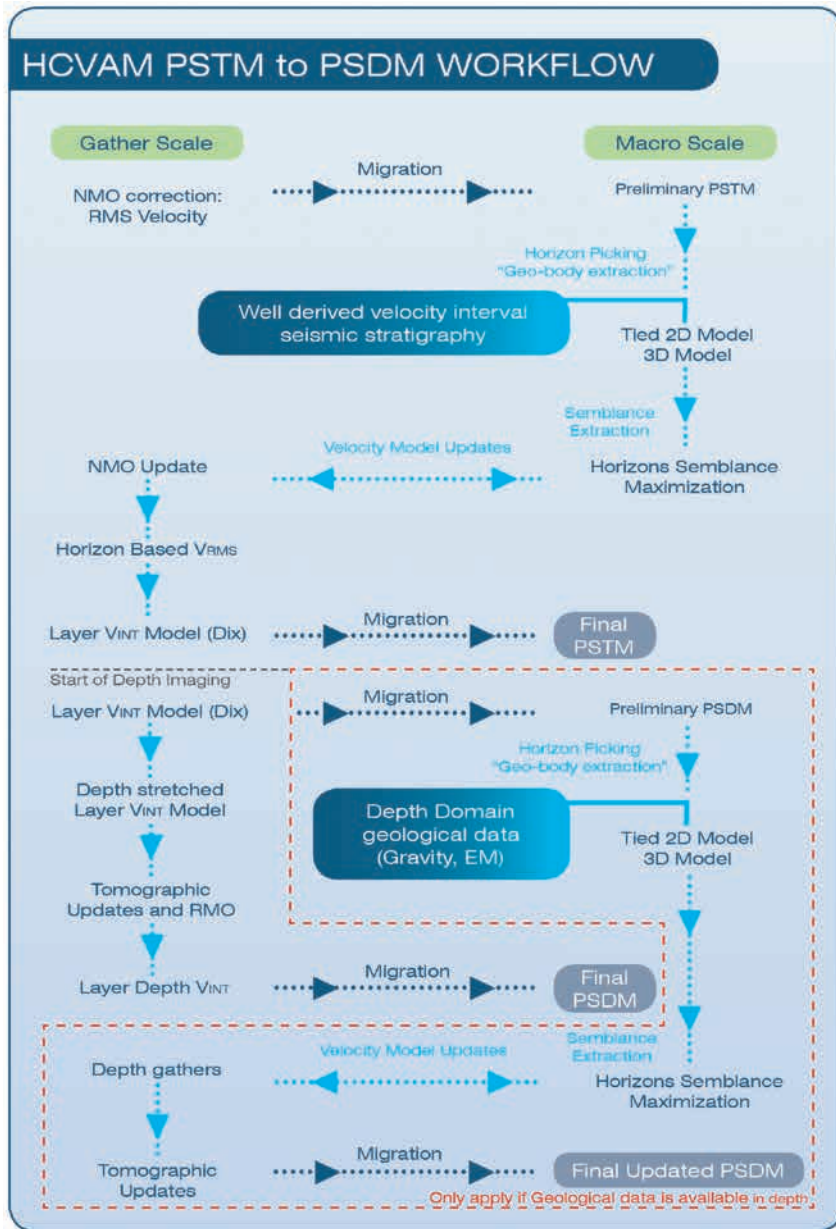 HCVAM PSTM to PSDM WORKFLOW
Gather Scale
Macro Scale
Migration
NMO correction:
RMS Velocity
Preliminary PSTM
Horizon Picking
"Geo-body extraction"
Well derived velocity interval
seismic stratigraphy
Tied 2D Model
3D Model
Semblance
Extraction
Velocity Model Updates
NMO Update
Horizons Semblance
Maximization
Horizon Based VRMS
Layer VINT Model (Dix)
Migration
Final
PSTM
Start of Depth Imaging
Layer VINT Model (Dix)
Migration
Preliminary PSDM
Horizon Picking
"Geo-body extraction"
Depth stretched
Layer VINT Model
Depth Domain
geological data
(Gravity, EM)
Tied 2D Model
3D Model
Tomographic
Updates and RMO
Layer Depth VINT
Migration
Final
PSDM
Semblance
Extraction
Velocity Model Updates
Depth gathers
Horizons Semblance
Maximization
Tomographic
Updates
Migration
Final Updated PSDM
Only apply if Geological data is available in depth